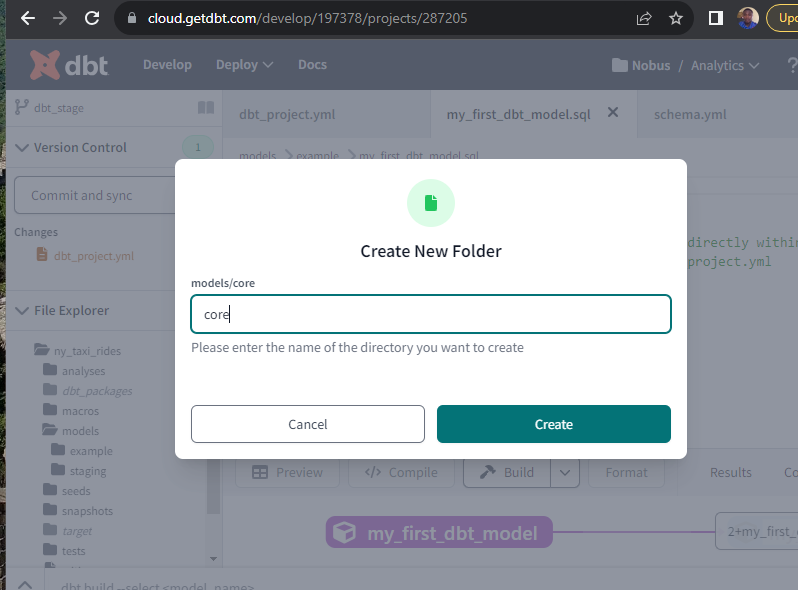 cloud.getdbt.com/develop/197378/projects/287205
dbt
Develop
Deploy
Docs
Nobus / Analytics
dbt_stage
dbt_project.yml
my_first_dbt_model.sql
schema.yml
Version Control
1
models example my_first_dbt_model.sql
Commit and sync
Changes
dbt_project.yml
directly within
project.yml
Create New Folder
models/core
core
Please enter the name of the directory you want to create
Cancel
Create
File Explorer
ny_taxi_rides
analyses
dbt_packages
macros
models
example
staging
seeds
snapshots
target
tests
Preview
</> Compile
Build
Format
Results
my_first_dbt_model
2+my_first_
dbt build --select <model_name>